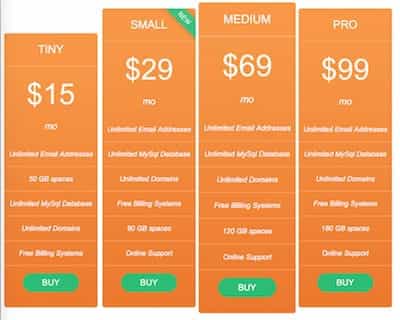 TINY
$15
mo
Unlimited Email Addresses
50 GB spaces
Unlimited MySql Database
Unlimited Domains
Free Billing Systems
BUY
SMALL
NEW
$29
mo
Unlimited Email Addresses
Unlimited MySql Database
Unlimited Domains
Free Billing Systems
90 GB spaces
Online Support
BUY
MEDIUM
$69
mo
Unlimited Email Addresses
Unlimited MySql Database
Unlimited Domains
Free Billing Systems
120 GB spaces
Online Support
BUY
PRO
$99
mo
Unlimited Email Addresses
Unlimited MySql Database
Unlimited Domains
Free Billing Systems
180 GB spaces
Online Support
BUY